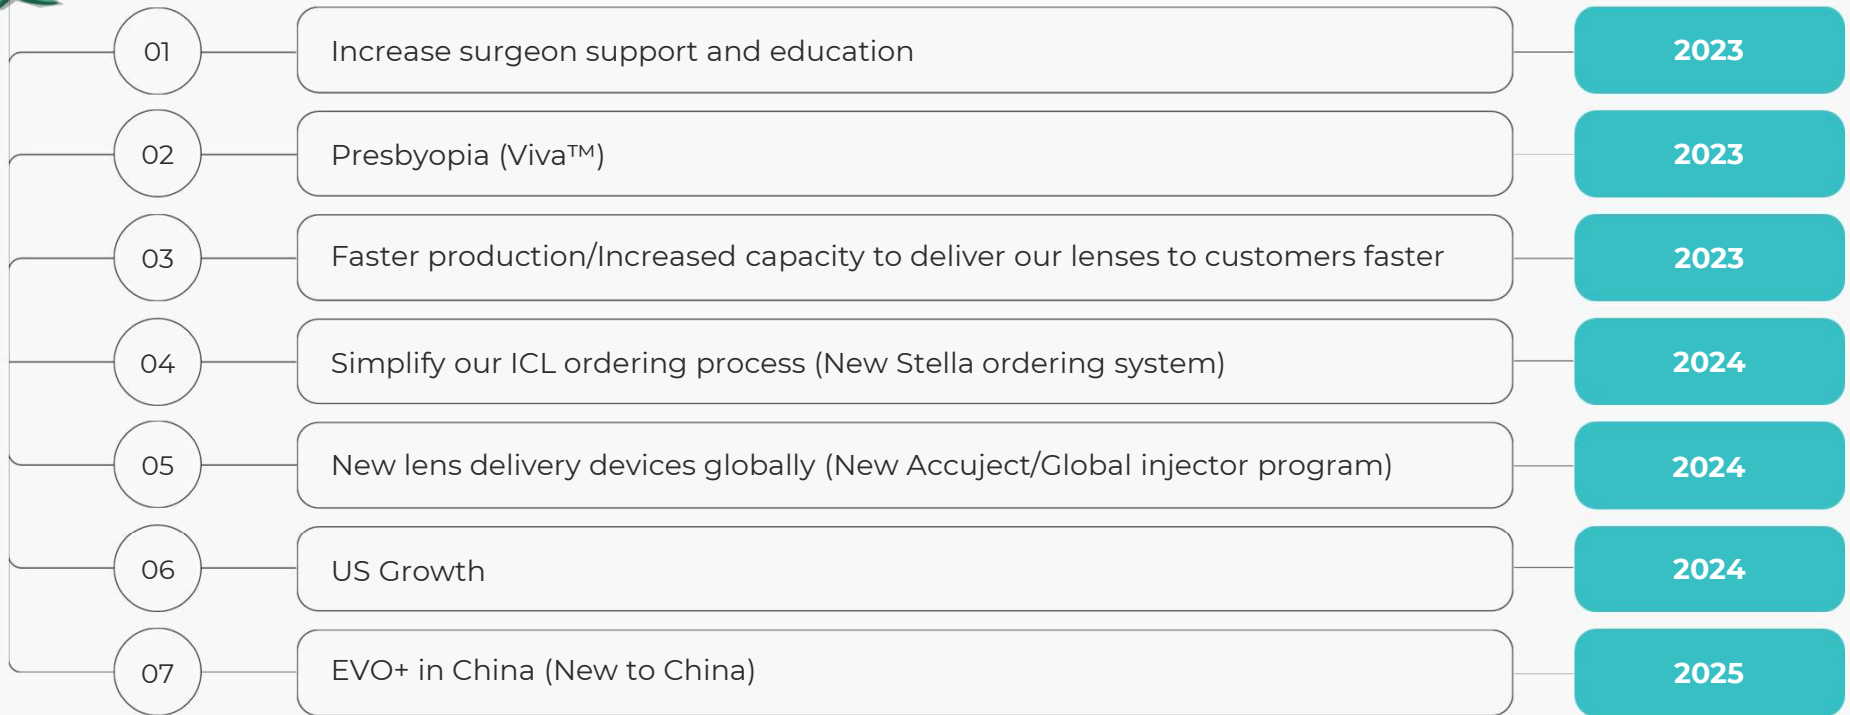 01 Increase surgeon support and education 2023
02 Presbyopia (Viva™) 2023
03 Faster production/Increased capacity to deliver our lenses to customers faster 2023
04 Simplify our ICL ordering process (New Stella ordering system) 2024
05 New lens delivery devices globally (New Accuject/Global injector program) 2024
06 US Growth 2024
07 EVO+ in China (New to China) 2025